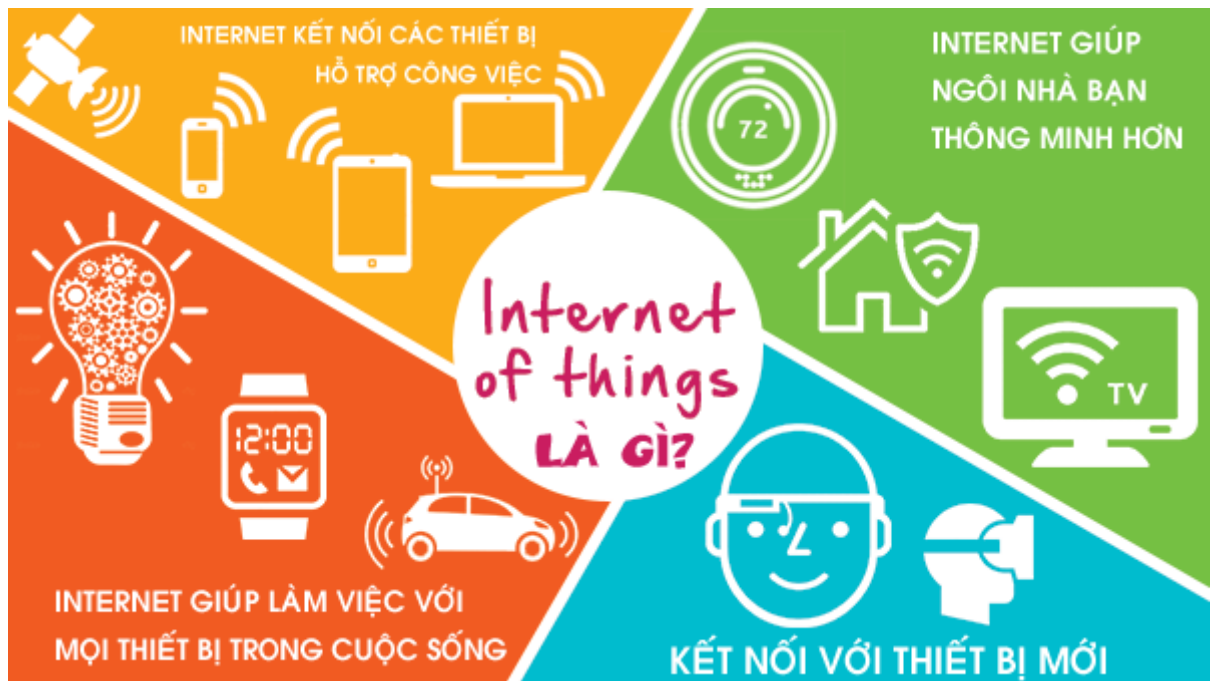 INTERNET KẾT NỐI CÁC THIẾT BỊ
HỖ TRỢ CÔNG VIỆC
INTERNET GIÚP
NGÔI NHÀ BẠN
THÔNG MINH HƠN
72
Internet
of things
LÀ GÌ?
TV
12:00
INTERNET GIÚP LÀM VIỆC VỚI
MỌI THIẾT BỊ TRONG CUỘC SỐNG
KẾT NỐI VỚI THIẾT BỊ MỚI